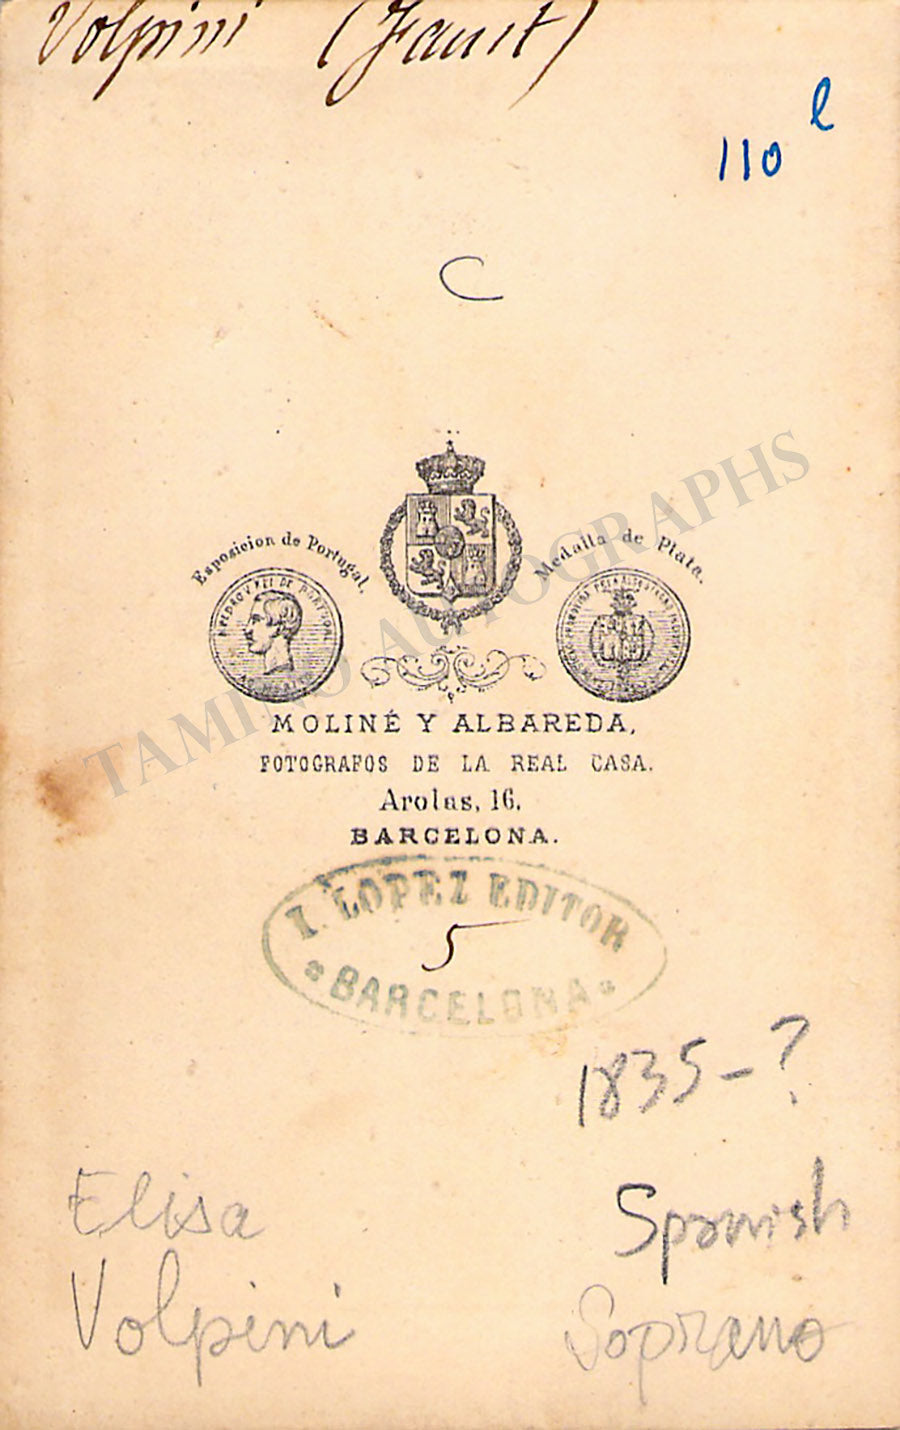 Volpini (Faust)
110 l
C
Esposicion de Portugal.
Medalla de Plata.
MOLINÉ Y ALBAREDA,
FOTOGRAFOS DE LA REAL CASA.
Arolas, 16.
BARCELONA.
I. LOPEZ EDITOR
5
* BARCELONA *
1835-?
Elisa
Volpini
Spanish
Soprano
TAMINO AUTOGRAPHS